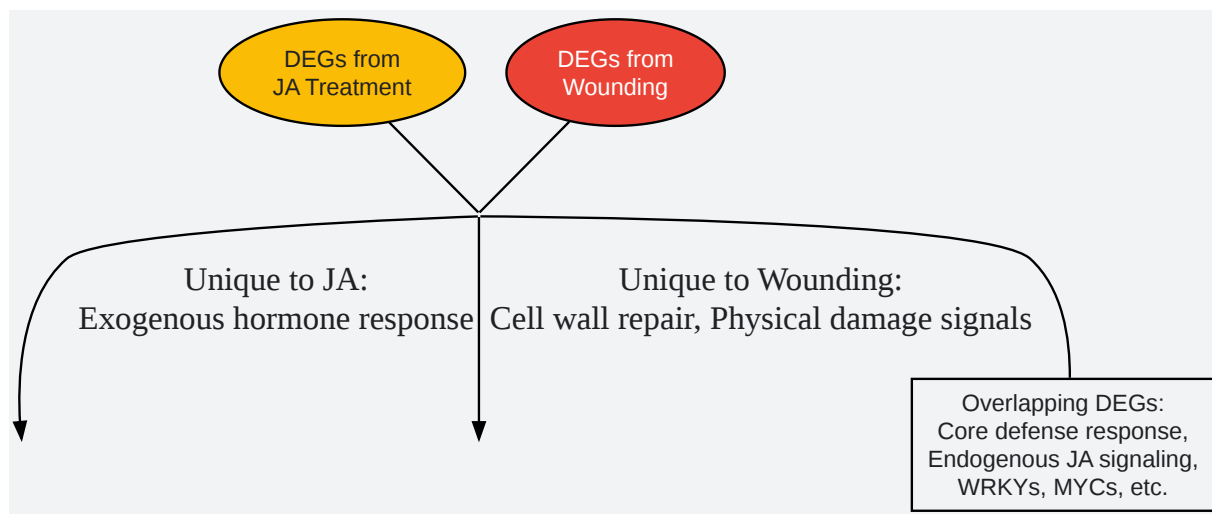 DEGs from
JA Treatment
DEGs from
Wounding
Unique to JA:
Exogenous hormone response
Unique to Wounding:
Cell wall repair, Physical damage signals
Overlapping DEGs:
Core defense response,
Endogenous JA signaling,
WRKYs, MYCs, etc.